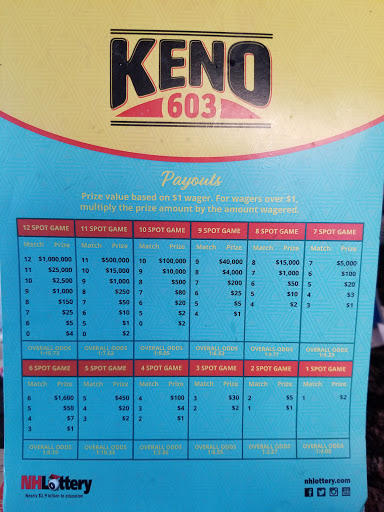 KENO
603
Payouts
Prize value based on $1 wager. For wagers over $1,
multiply the prize amount by the amount wagered.
12 SPOT GAME 11 SPOT GAME 10 SPOT GAME 9 SPOT GAME 8 SPOT GAME 7 SPOT GAME
Match Prize Match Prize Match Prize Match Prize Match Prize Match Prize
12 $1,000,000 11 $500,000 10 $100,000 9 $40,000 8 $15,000 7 $5,000
11 $25,000 10 $15,000 9 $10,000 8 $4,000 7 $1,000 6 $100
10 $2,500 9 $1,000 8 $500 7 $200 6 $50 5 $20
9 $1,000 8 $250 7 $80 6 $25 5 $10 4 $3
8 $150 7 $50 6 $20 5 $5 4 $2 3 $1
7 $25 6 $10 5 $2 4 $1
6 $5 5 $1 0 $2
0 $4 0 $2
OVERALL ODDS OVERALL ODDS OVERALL ODDS OVERALL ODDS OVERALL ODDS OVERALL ODDS
6 SPOT GAME 5 SPOT GAME 4 SPOT GAME 3 SPOT GAME 2 SPOT GAME 1 SPOT GAME
Match Prize Match Prize Match Prize Match Prize Match Prize Match Prize
6 $1,600 5 $450 4 $100 3 $30 2 $5 1 $2
5 $50 4 $20 3 $4 2 $2 1 $1
4 $7 3 $2 2 $1
3 $1
OVERALL ODDS OVERALL ODDS OVERALL ODDS OVERALL ODDS OVERALL ODDS OVERALL ODDS
NHLottery
nhlottery.com